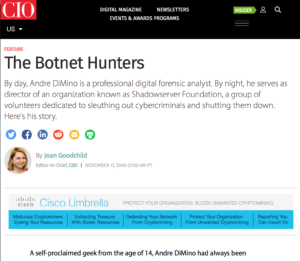 CIO
DIGITAL MAGAZINE NEWSLETTERS
INSIDER
EVENTS & AWARDS PROGRAMS
US
FEATURE
The Botnet Hunters
By day, Andre DiMino is a professional digital forensic analyst. By night, he serves as
director of an organization known as Shadowserver Foundation, a group of
volunteers dedicated to sleuthing out cybercriminals and shutting them down.
Here's his story.
By Joan Goodchild
Editor-in-Chief, CSO | NOVEMBER 12, 2009 07:00 AM PT
CISCO
Cisco Umbrella
PROTECT YOUR ORGANIZATION. BLOCK UNWANTED CRYPTOMINING.
Malicious Cryptominers Extracting Treasure Defending Your Network Protect Your Organization Reporting You
Eyeing Your Resources With Stolen Resources From Cryptomining From Unwanted Cryptomining Can Count On
A self-proclaimed geek from the age of 14, Andre DiMino had always been